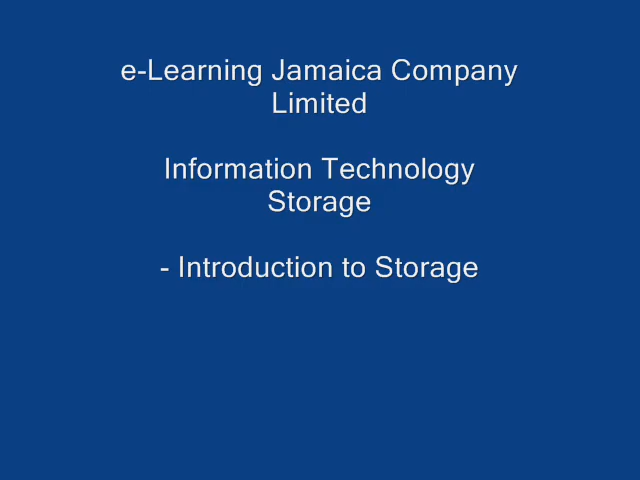 e-Learning Jamaica Company
Limited
Information Technology
Storage
- Introduction to Storage